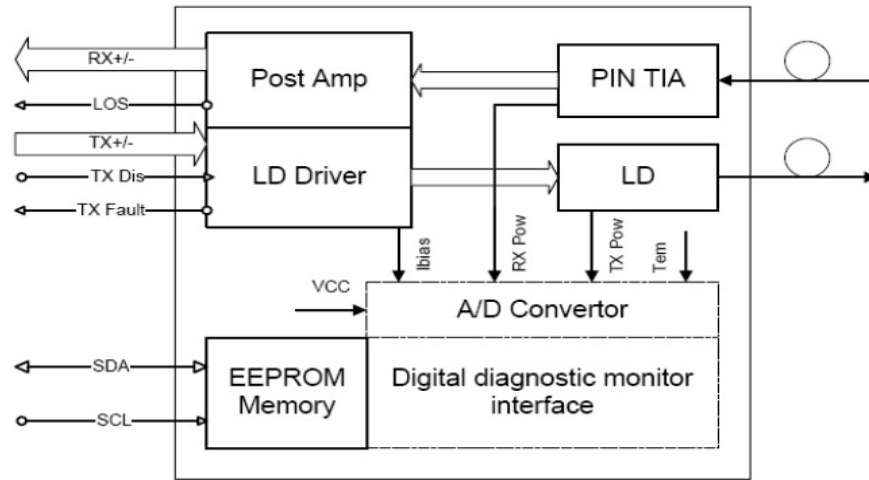 RX+/-
Post Amp
PIN TIA
LOS
TX+/-
TX Dis
LD Driver
LD
TX Fault
Ibias
RX Pow
TX Pow
Tem
VCC
A/D Convertor
SDA
EEPROM
Memory
Digital diagnostic monitor
interface
SCL